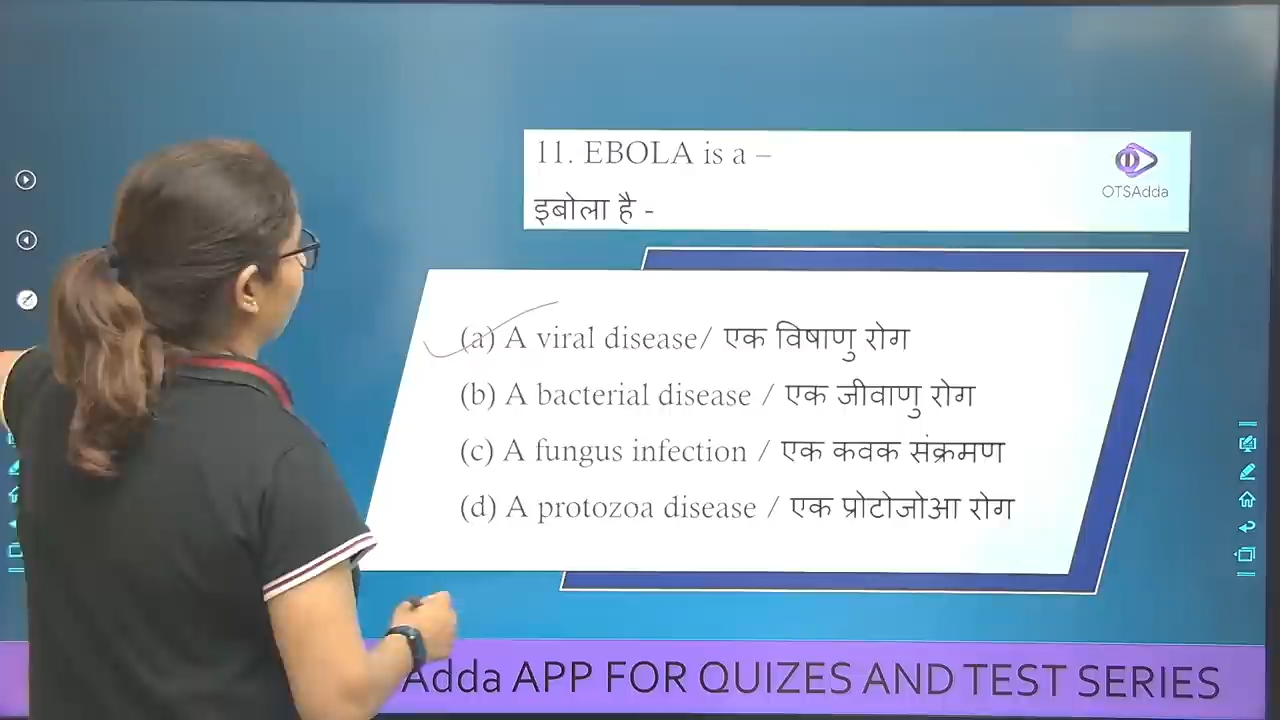 11. EBOLA is a –
इबोला है -
OTSAdda
(a) A viral disease/ एक विषाणु रोग
(b) A bacterial disease / एक जीवाणु रोग
(c) A fungus infection / एक कवक संक्रमण
(d) A protozoa disease / एक प्रोटोजोआ रोग
Adda APP FOR QUIZES AND TEST SERIES